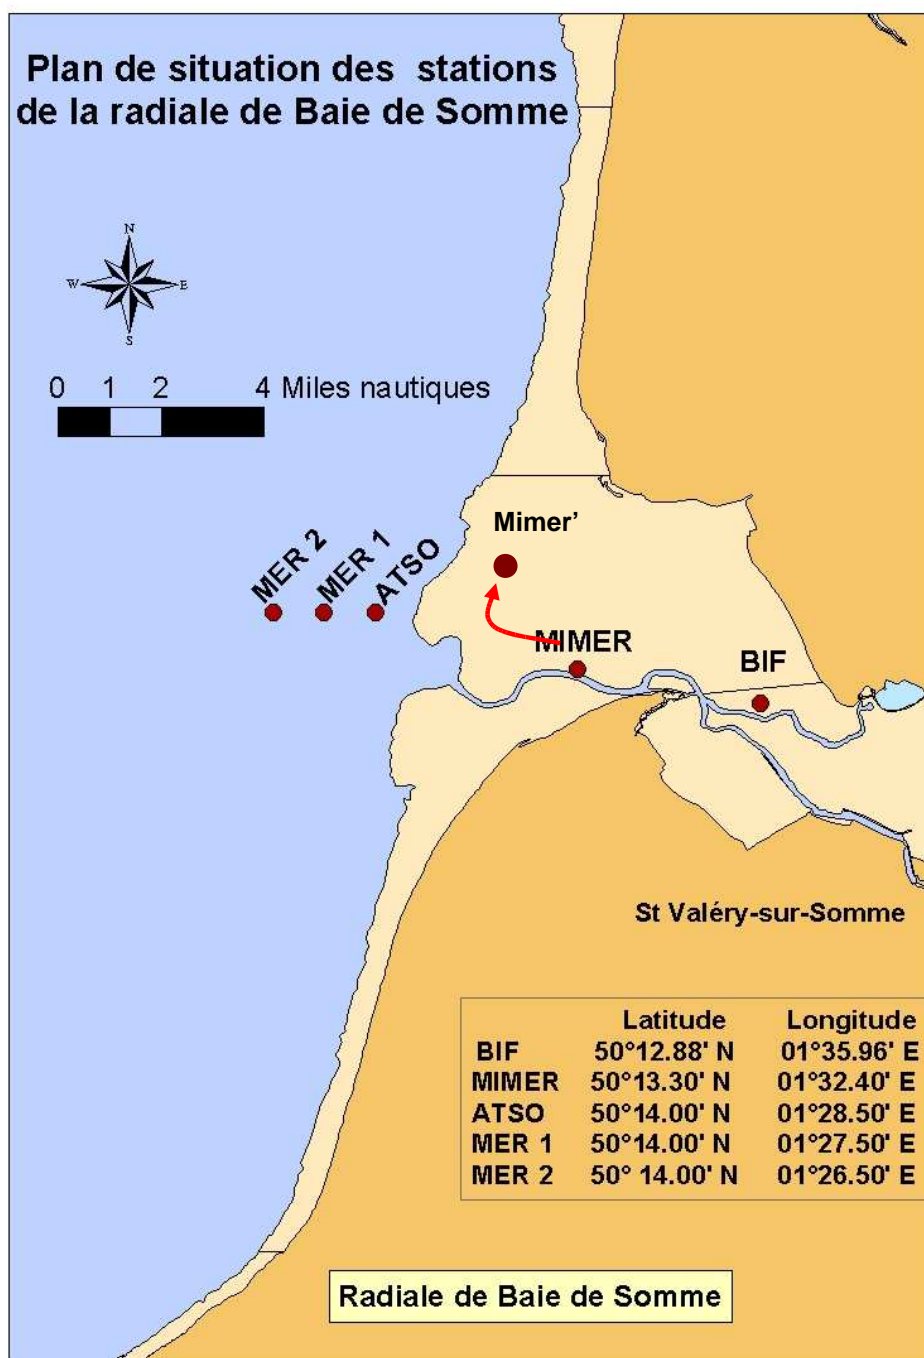 Plan de situation des stations
de la radiale de Baie de Somme
N
W E
S
0 1 2 4 Miles nautiques
Mimer’
MER 2
MER 1
ATSO
MIMER
BIF
St Valéry-sur-Somme
Latitude Longitude
BIF 50°12.88' N 01°35.96' E
MIMER 50°13.30' N 01°32.40' E
ATSO 50°14.00' N 01°28.50' E
MER 1 50°14.00' N 01°27.50' E
MER 2 50° 14.00' N 01°26.50' E
Radiale de Baie de Somme